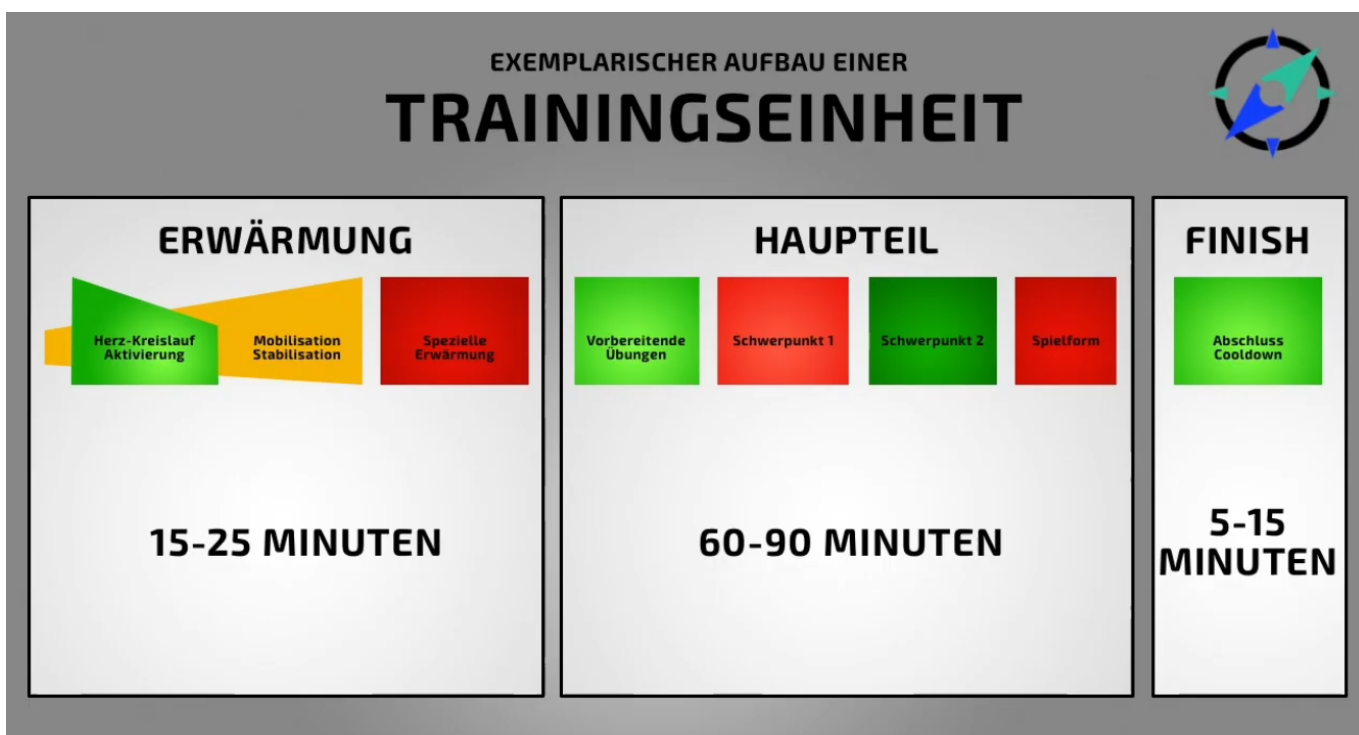 EXEMPLARISCHER AUFBAU EINER
TRAININGSEINHEIT
ERWÄRMUNG
Herz-Kreislauf
Aktivierung
Mobilisation
Stabilisation
Spezielle
Erwärmung
15-25 MINUTEN
HAUPTEIL
Vorbereitende
Übungen
Schwerpunkt 1
Schwerpunkt 2
Spielform
60-90 MINUTEN
FINISH
Abschluss
Cooldown
5-15
MINUTEN